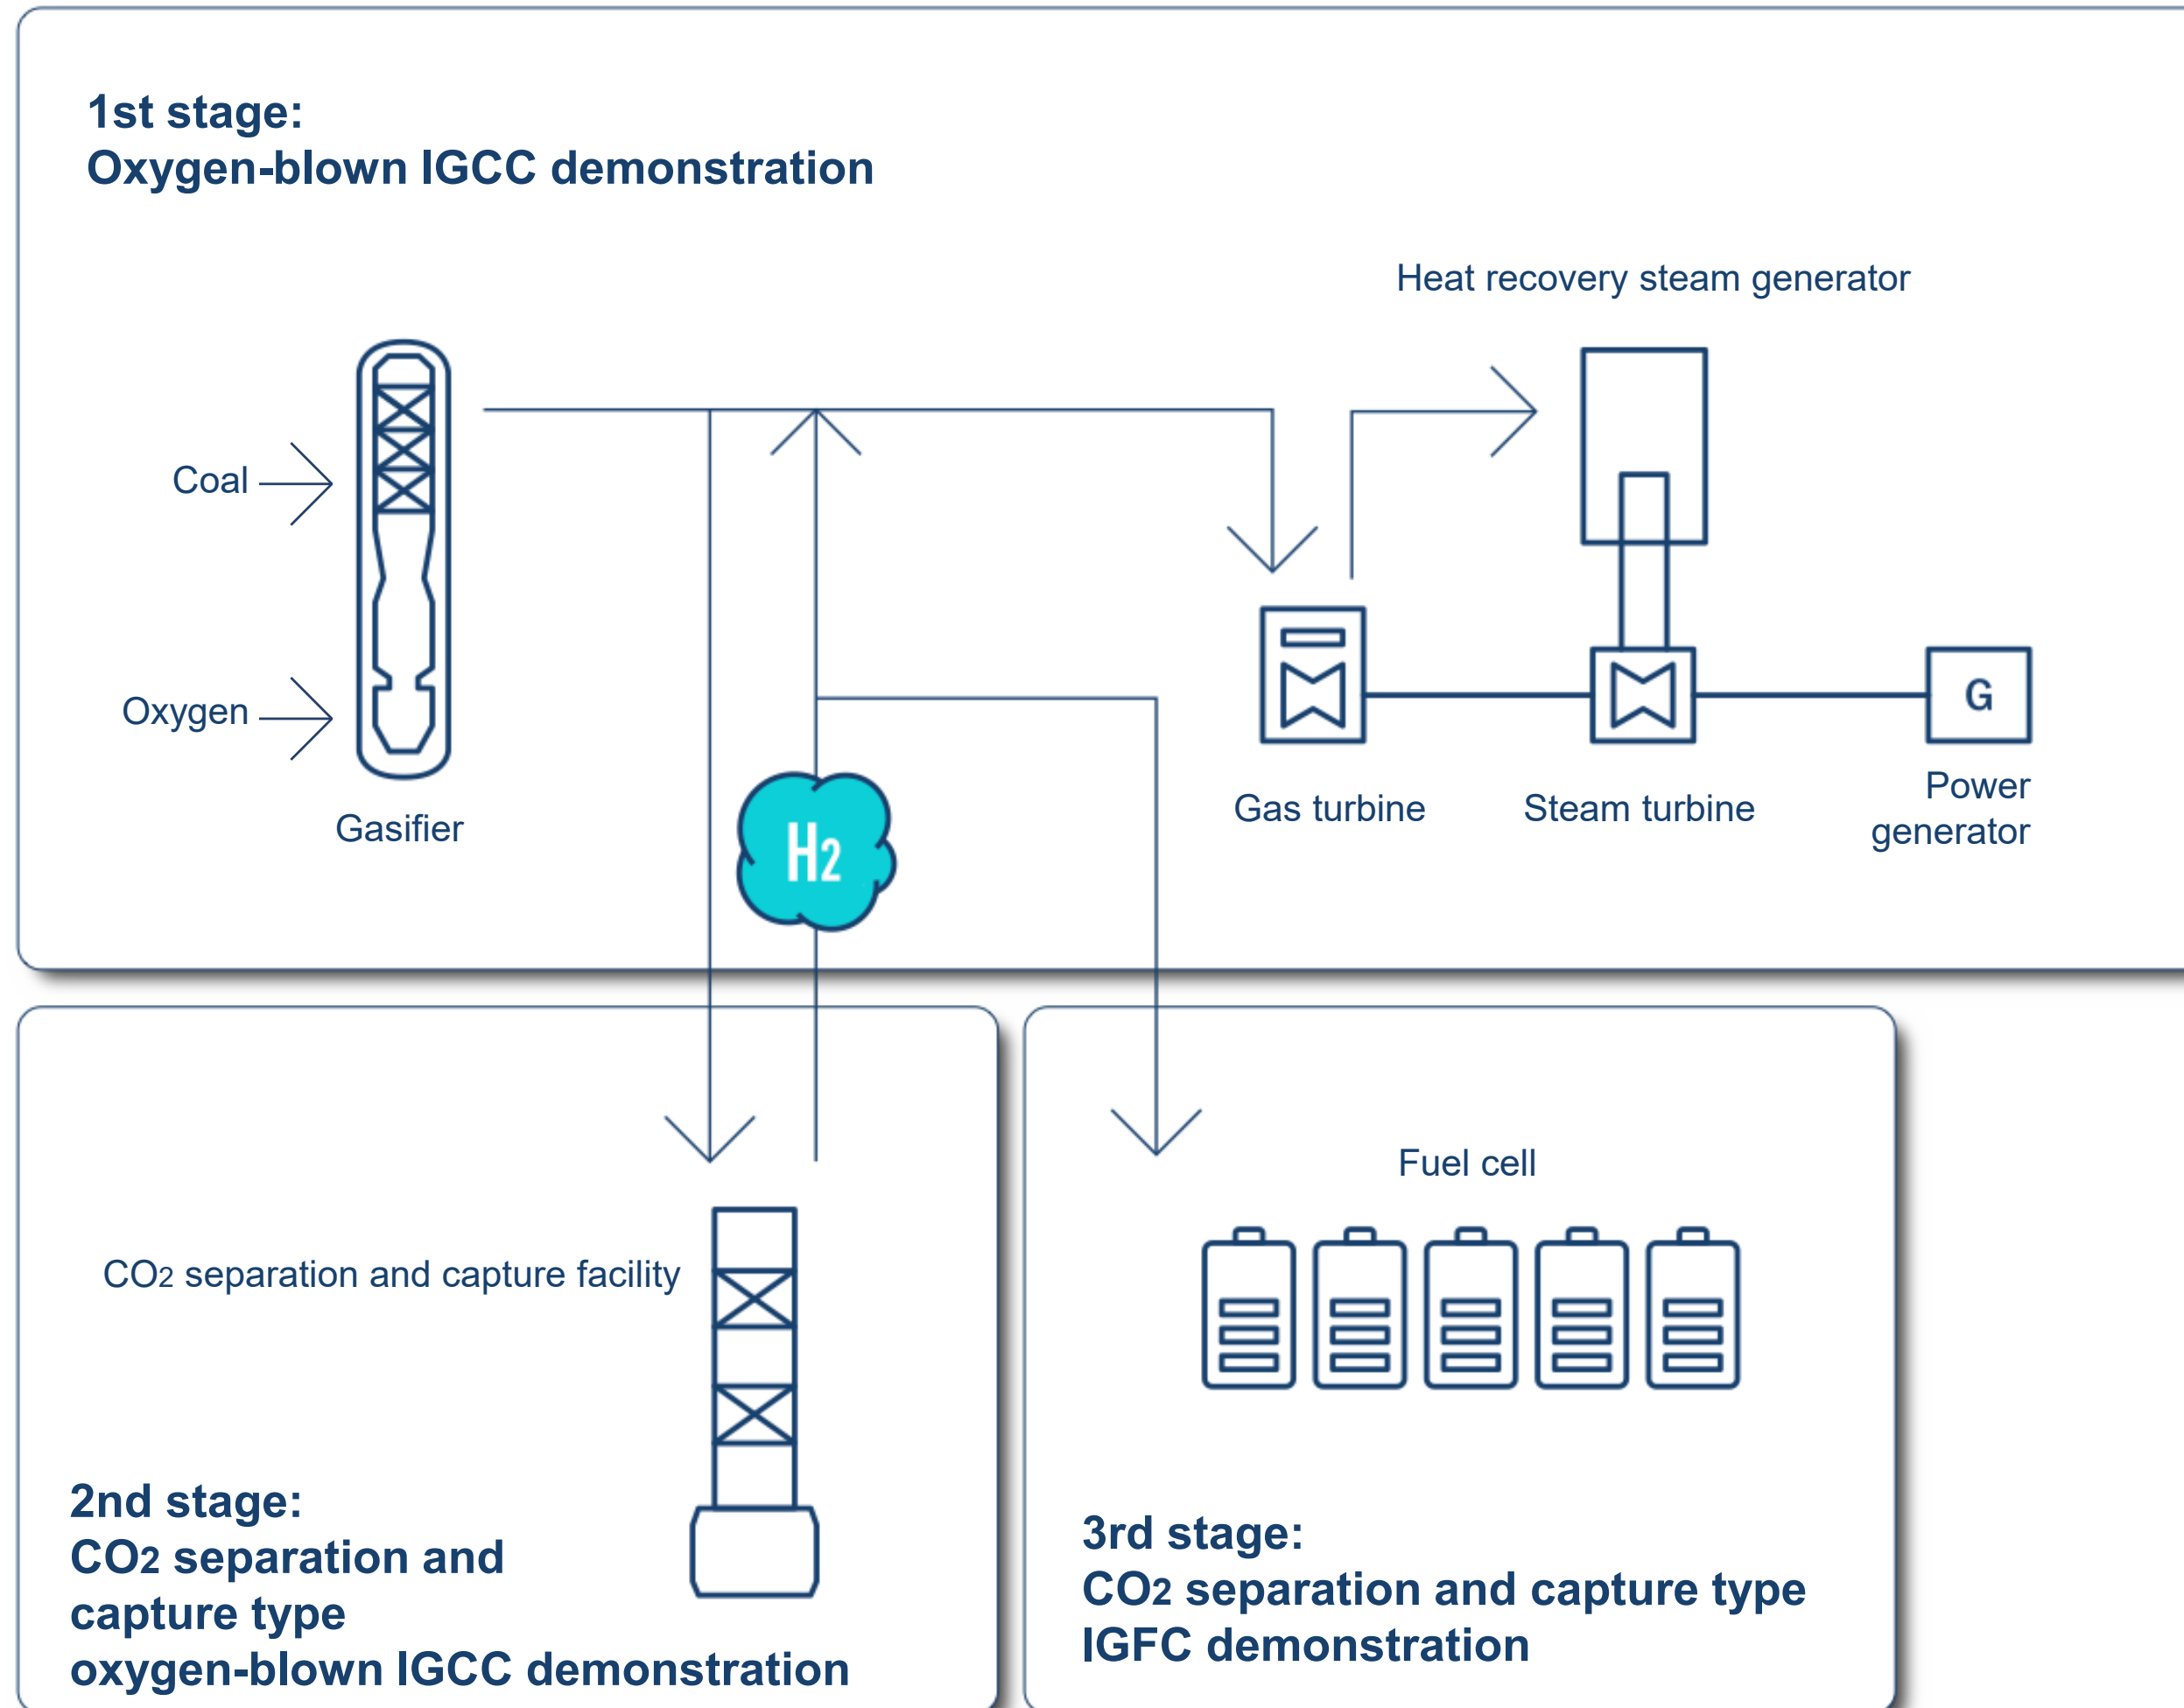 1st stage:
Oxygen-blown IGCC demonstration
Heat recovery steam generator
Coal
Oxygen
Gasifier
H2
Gas turbine
Steam turbine
G
Power
generator
CO2 separation and capture facility
2nd stage:
CO2 separation and
capture type
oxygen-blown IGCC demonstration
Fuel cell
3rd stage:
CO2 separation and capture type
IGFC demonstration